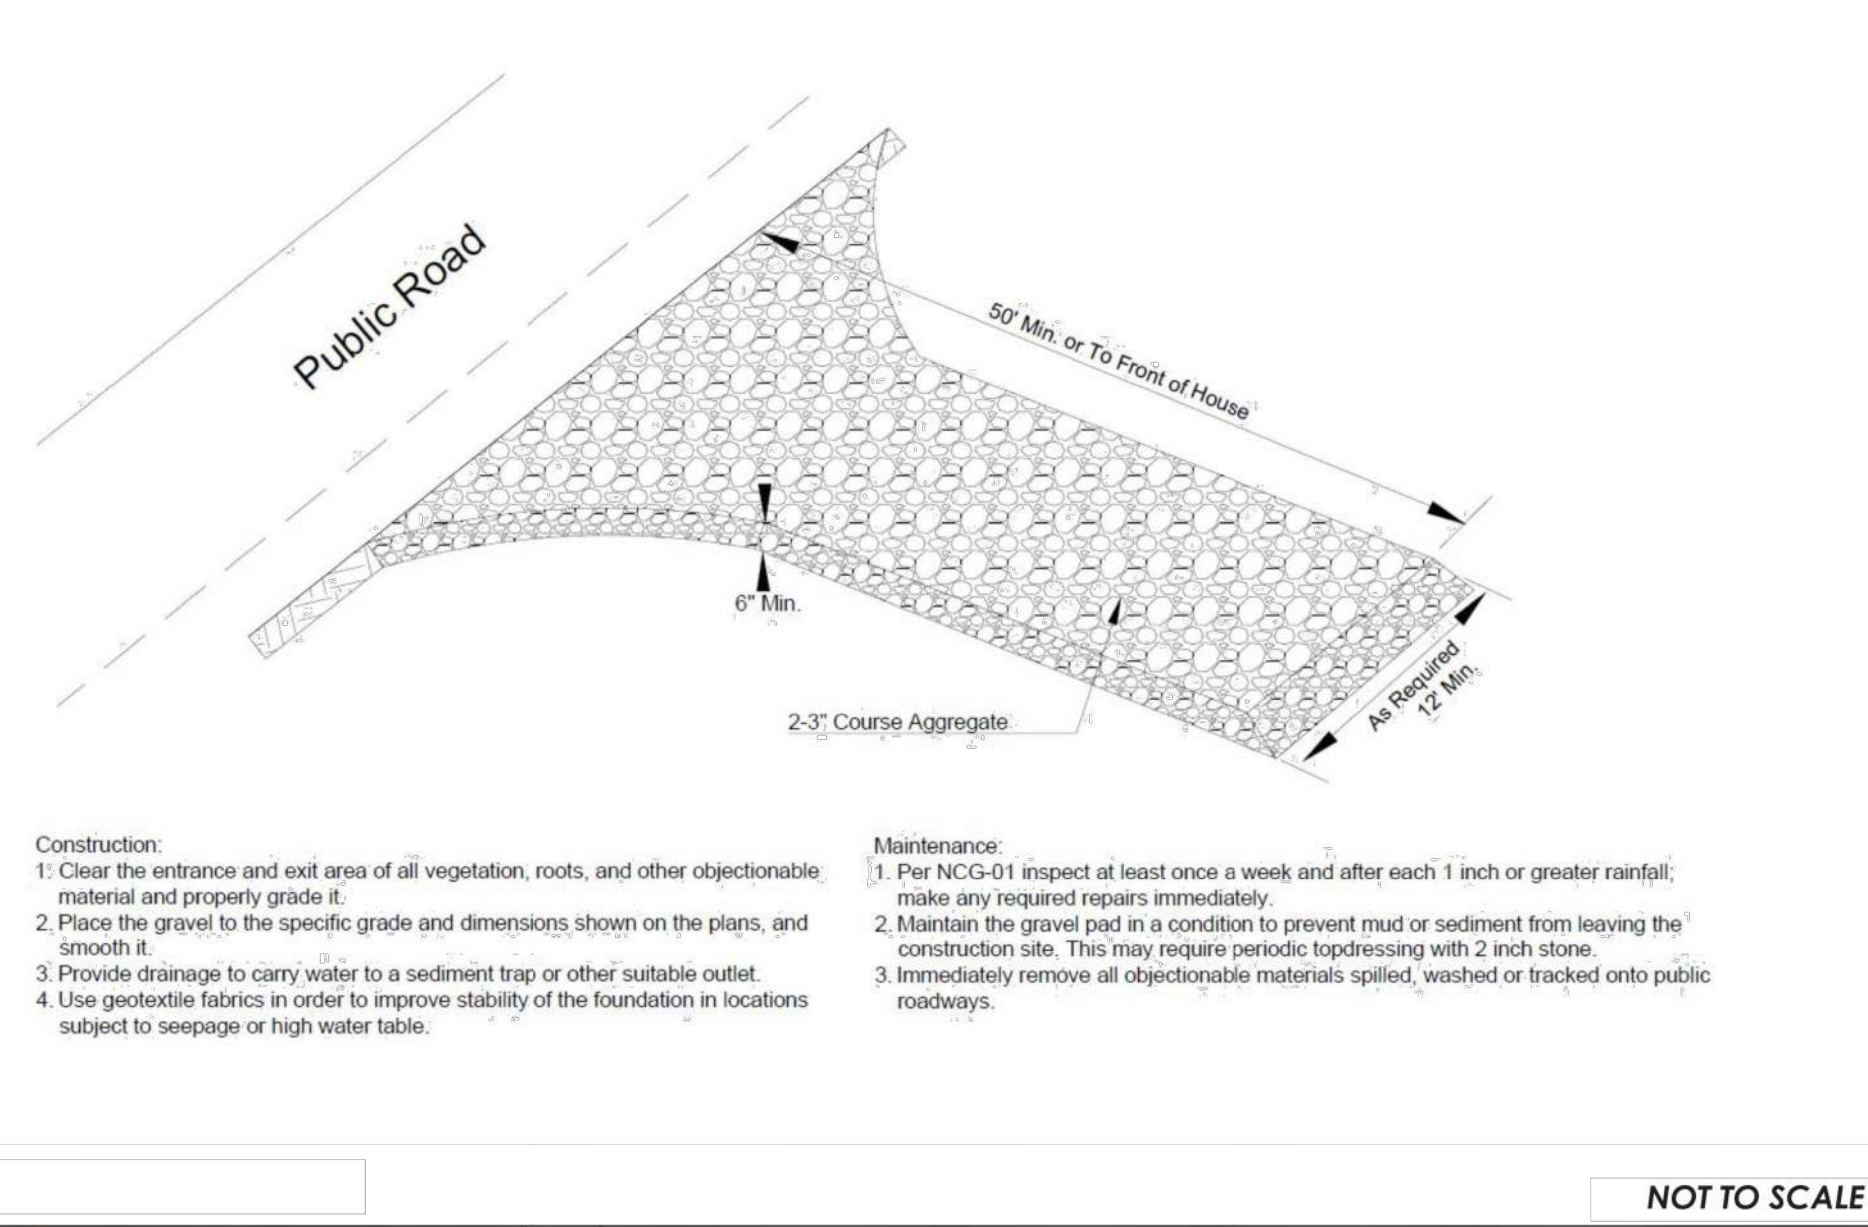 Public Road
50' Min. or To Front of House
6" Min.
As Required
12' Min.
2-3" Course Aggregate
Construction:
1. Clear the entrance and exit area of all vegetation, roots, and other objectionable
material and properly grade it.
2. Place the gravel to the specific grade and dimensions shown on the plans, and
smooth it.
3. Provide drainage to carry water to a sediment trap or other suitable outlet.
4. Use geotextile fabrics in order to improve stability of the foundation in locations
subject to seepage or high water table.
Maintenance:
1. Per NCG-01 inspect at least once a week and after each 1 inch or greater rainfall;
make any required repairs immediately.
2. Maintain the gravel pad in a condition to prevent mud or sediment from leaving the
construction site. This may require periodic topdressing with 2 inch stone.
3. Immediately remove all objectionable materials spilled, washed or tracked onto public
roadways.
NOT TO SCALE